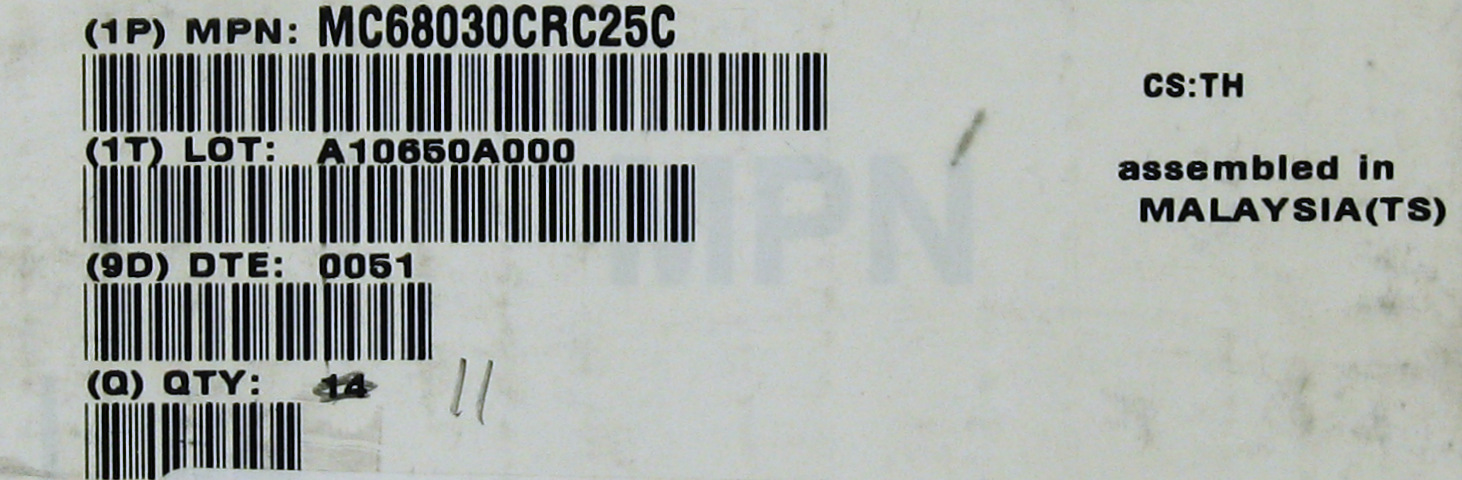 (1P) MPN: MC68030CRC25C
CS:TH
(1T) LOT: A10650A000
assembled in
MALAYSIA(TS)
MPN
(9D) DTE: 0051
(Q) QTY: 14 11